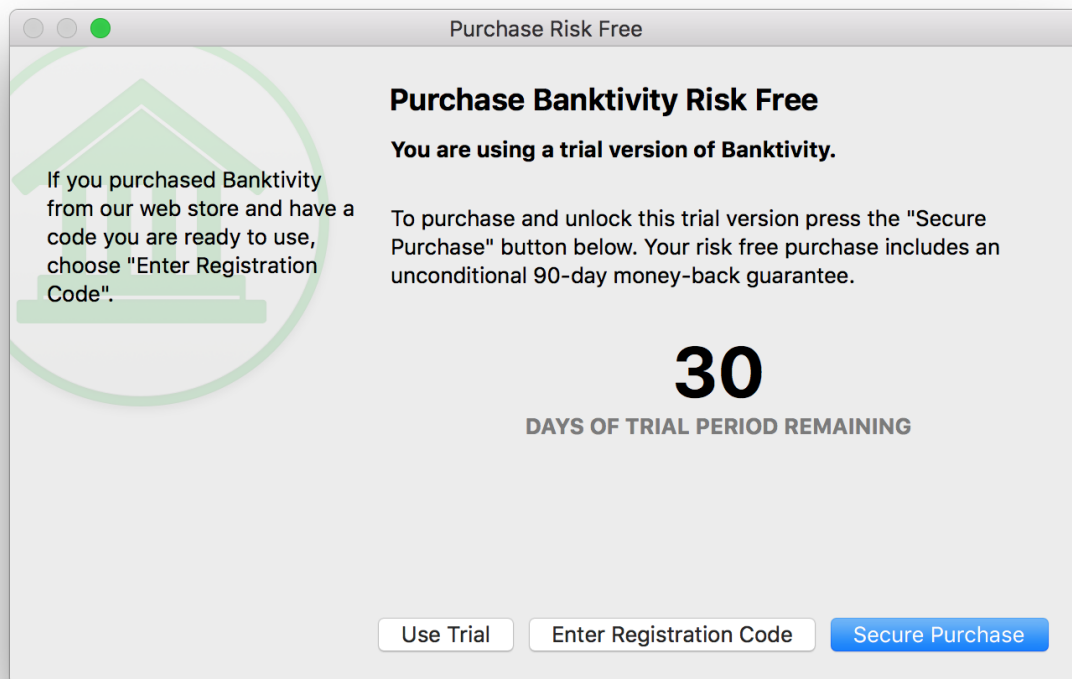 Purchase Risk Free
If you purchased Banktivity
from our web store and have a
code you are ready to use,
choose "Enter Registration
Code".
Purchase Banktivity Risk Free
You are using a trial version of Banktivity.
To purchase and unlock this trial version press the "Secure
Purchase" button below. Your risk free purchase includes an
unconditional 90-day money-back guarantee.
30
DAYS OF TRIAL PERIOD REMAINING
Use Trial
Enter Registration Code
Secure Purchase